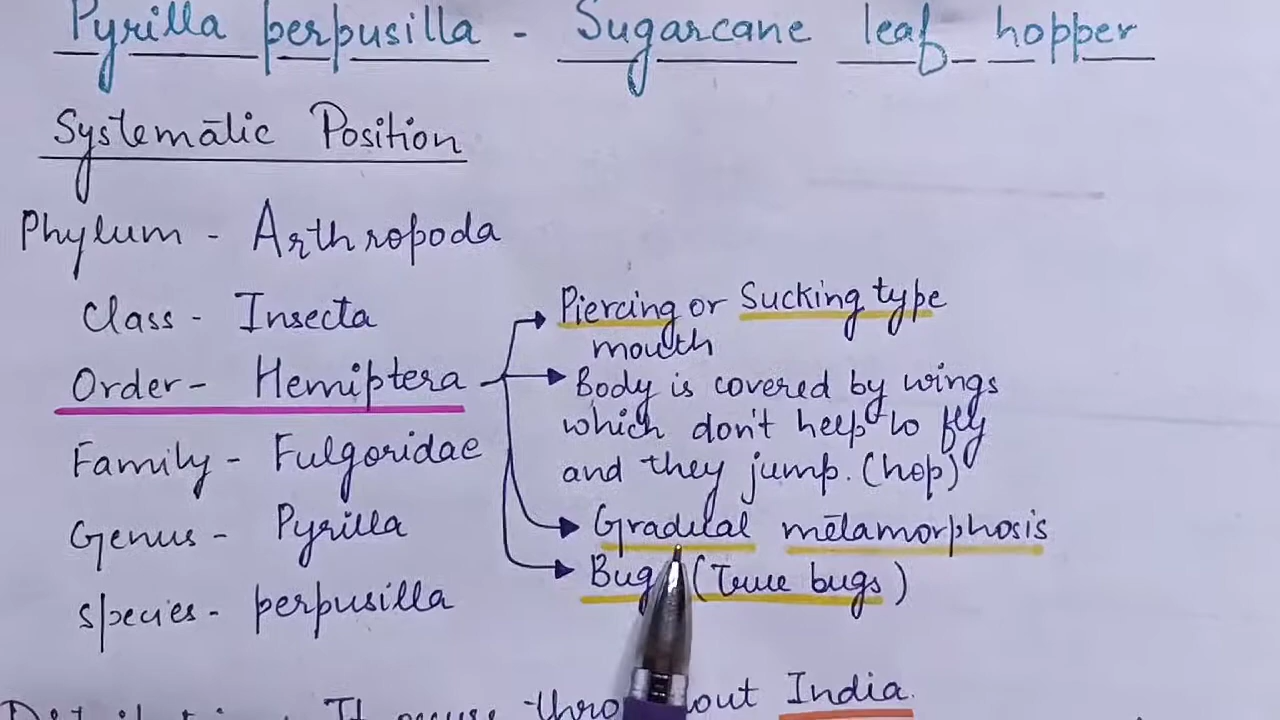 Pyrilla perpusilla - Sugarcane leaf hopper
Systematic Position
Phylum - Arthropoda
Class - Insecta
Order - Hemiptera
Family - Fulgoridae
Genus - Pyrilla
Species - perpusilla
Piercing or Sucking type
mouth
Body is covered by wings
which don't help to fly
and they jump. (hop)
Gradual metamorphosis
Bug (True bugs)
It India.